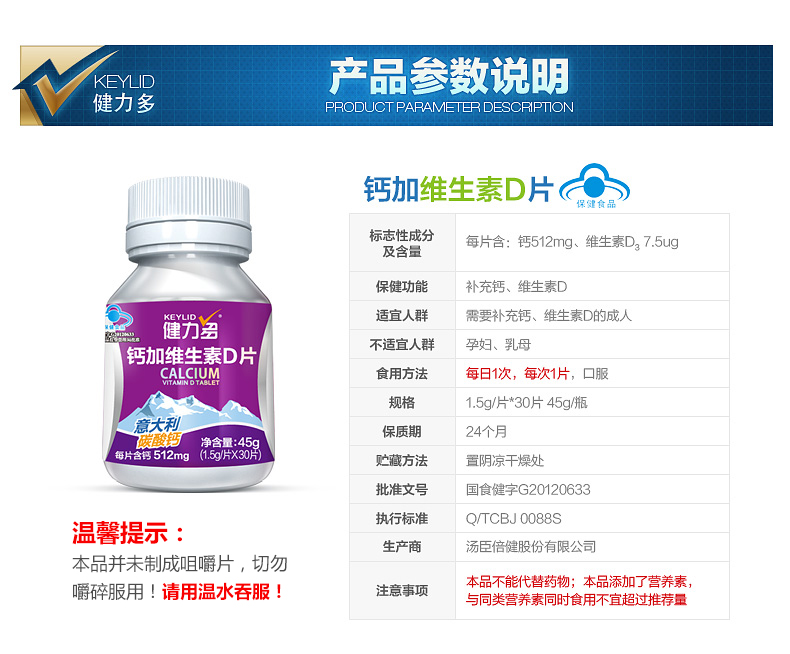 KEYLID
健力多
产品参数说明
PRODUCT PARAMETER DESCRIPTION
钙加维生素D片
保健食品
标志性成分
及含量
每片含：钙512mg、维生素D3 7.5ug
保健功能
补充钙、维生素D
适宜人群
需要补充钙、维生素D的成人
不适宜人群
孕妇、乳母
食用方法
每日1次，每次1片，口服
规格
1.5g/片*30片 45g/瓶
保质期
24个月
贮藏方法
置阴凉干燥处
批准文号
国食健字G20120633
执行标准
Q/TCBJ 0088S
生产商
汤臣倍健股份有限公司
注意事项
本品不能代替药物；本品添加了营养素，
与同类营养素同时食用不宜超过推荐量
KEYLID
健力多
钙加维生素D片
CALCIUM
VITAMIN D TABLET
意大利
碳酸钙
每片含钙 512mg
净含量：45g
(1.5g/片X30片)
温馨提示：
本品并未制成咀嚼片，切勿
嚼碎服用！请用温水吞服！